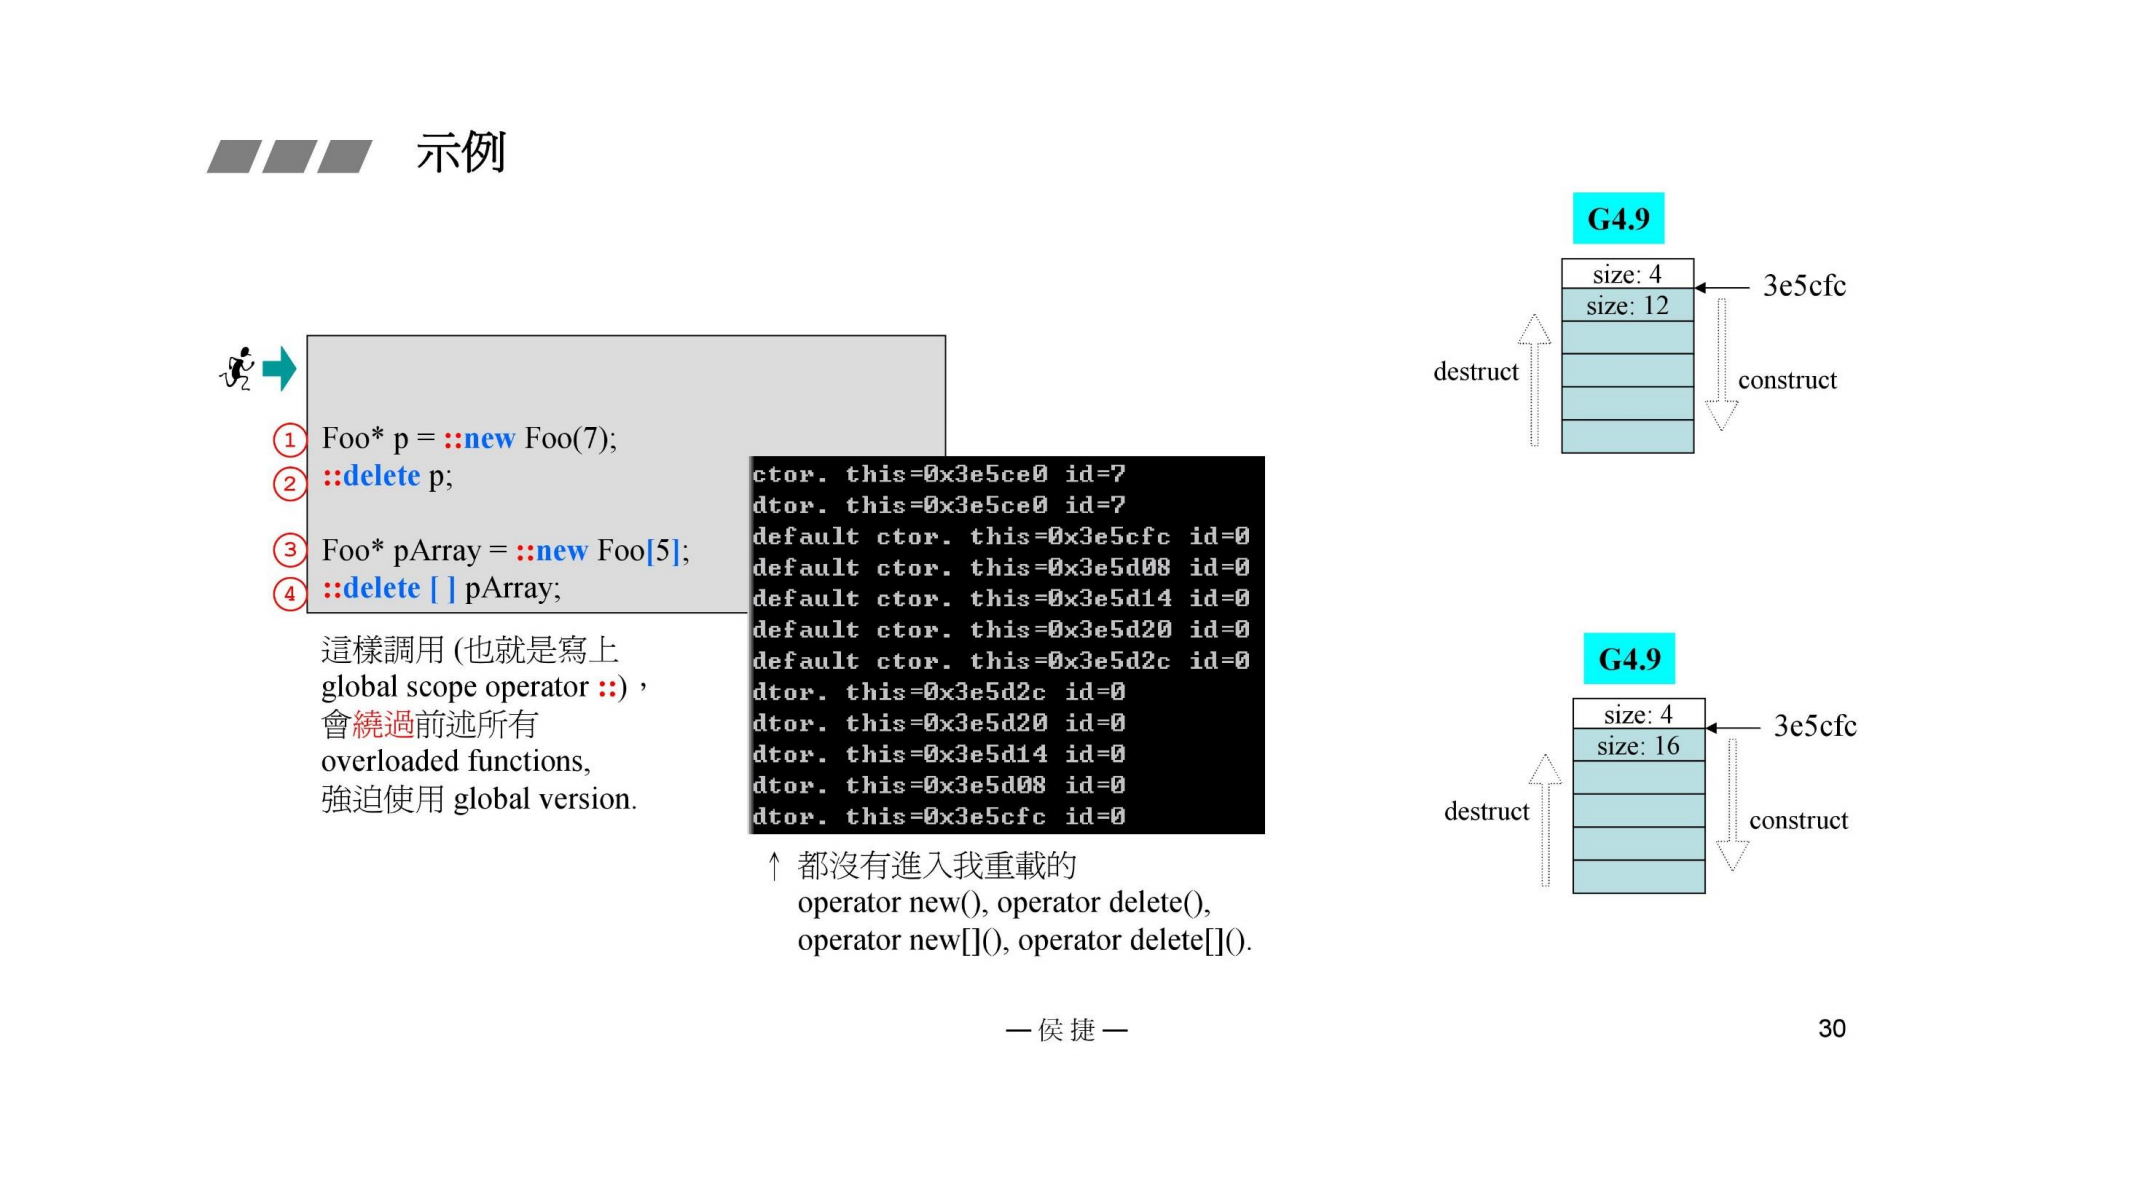 示例
① Foo* p = ::new Foo(7);
② ::delete p;
③ Foo* pArray = ::new Foo[5];
④ ::delete [ ] pArray;
這樣調用 (也就是寫上
global scope operator ::)，
會繞過前述所有
overloaded functions,
強迫使用 global version.
ctor. this=0x3e5ce0 id=7
dtor. this=0x3e5ce0 id=7
default ctor. this=0x3e5cfc id=0
default ctor. this=0x3e5d08 id=0
default ctor. this=0x3e5d14 id=0
default ctor. this=0x3e5d20 id=0
default ctor. this=0x3e5d2c id=0
dtor. this=0x3e5d2c id=0
dtor. this=0x3e5d20 id=0
dtor. this=0x3e5d14 id=0
dtor. this=0x3e5d08 id=0
dtor. this=0x3e5cfc id=0
↑ 都沒有進入我重載的
operator new(), operator delete(),
operator new[](), operator delete[]().
G4.9
size: 4
3e5cfc
size: 12
destruct
construct
G4.9
size: 4
3e5cfc
size: 16
destruct
construct
— 侯 捷 —
30